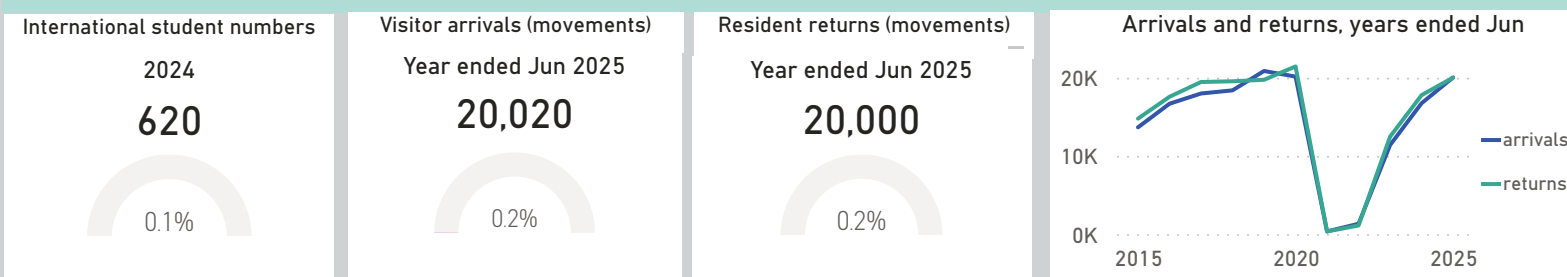 International student numbers
2024
620
0.1%
Visitor arrivals (movements)
Year ended Jun 2025
20,020
0.2%
Resident returns (movements)
Year ended Jun 2025
20,000
0.2%
Arrivals and returns, years ended Jun
20K
10K
0K
2015 2020 2025
arrivals
returns